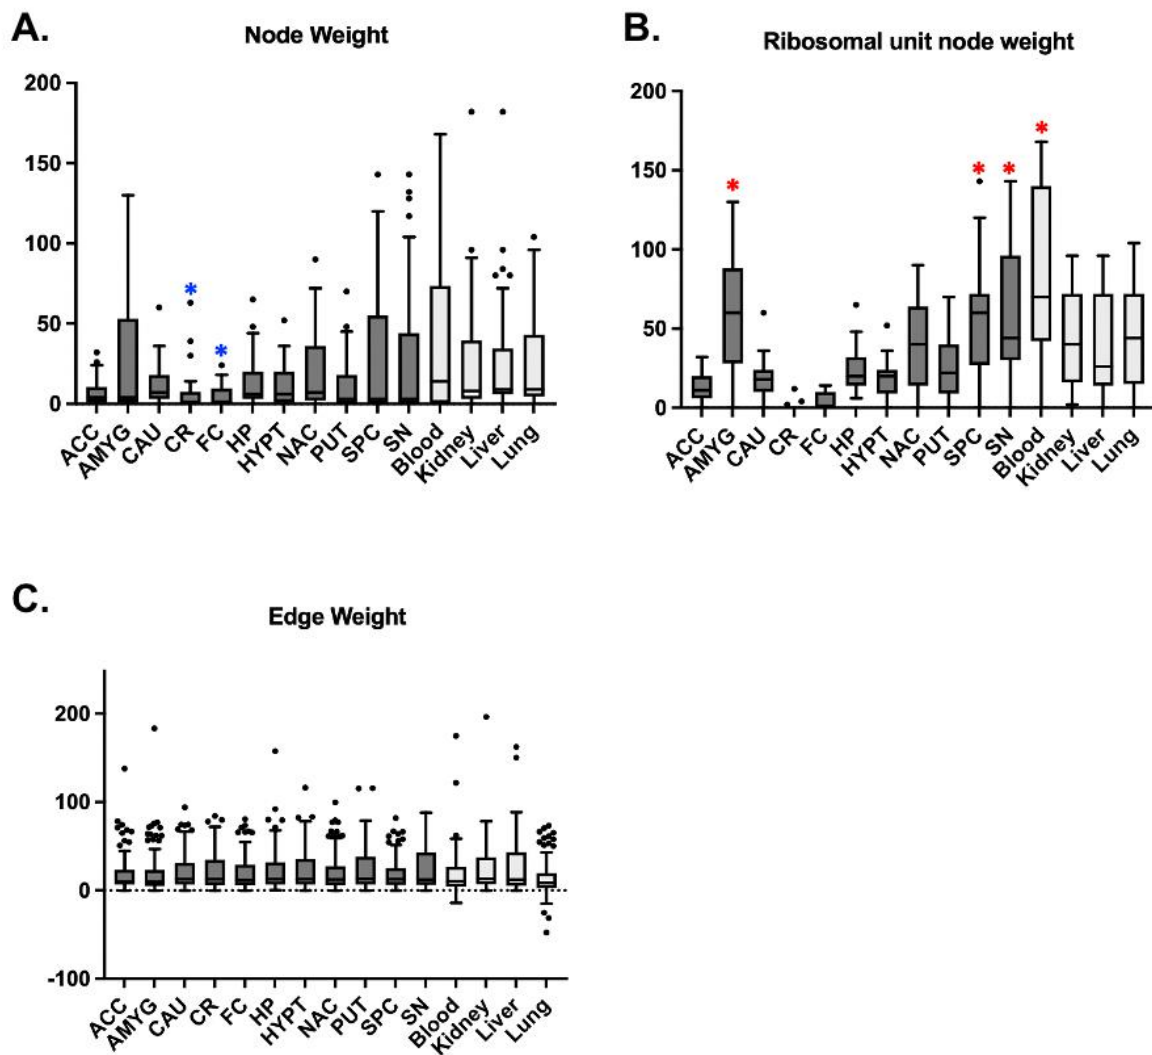 A.
Node Weight
200
150
100
50
0
ACC
AMYG
CAU
CR
FC
HP
HYPT
NAC
PUT
SPC
SN
Blood
Kidney
Liver
Lung
*
*
B.
Ribosomal unit node weight
200
150
100
50
0
ACC
AMYG
CAU
CR
FC
HP
HYPT
NAC
PUT
SPC
SN
Blood
Kidney
Liver
Lung
*
*
*
*
C.
Edge Weight
200
100
0
-100
ACC
AMYG
CAU
CR
FC
HP
HYPT
NAC
PUT
SPC
SN
Blood
Kidney
Liver
Lung